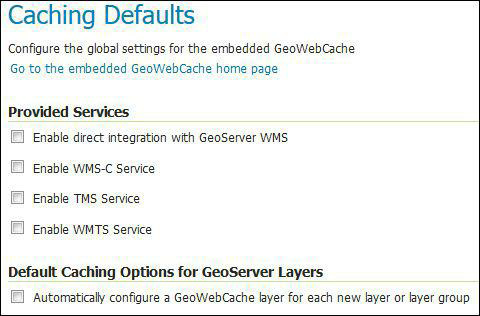 Caching Defaults
Configure the global settings for the embedded GeoWebCache
Go to the embedded GeoWebCache home page
Provided Services
Enable direct integration with GeoServer WMS
Enable WMS-C Service
Enable TMS Service
Enable WMTS Service
Default Caching Options for GeoServer Layers
Automatically configure a GeoWebCache layer for each new layer or layer group